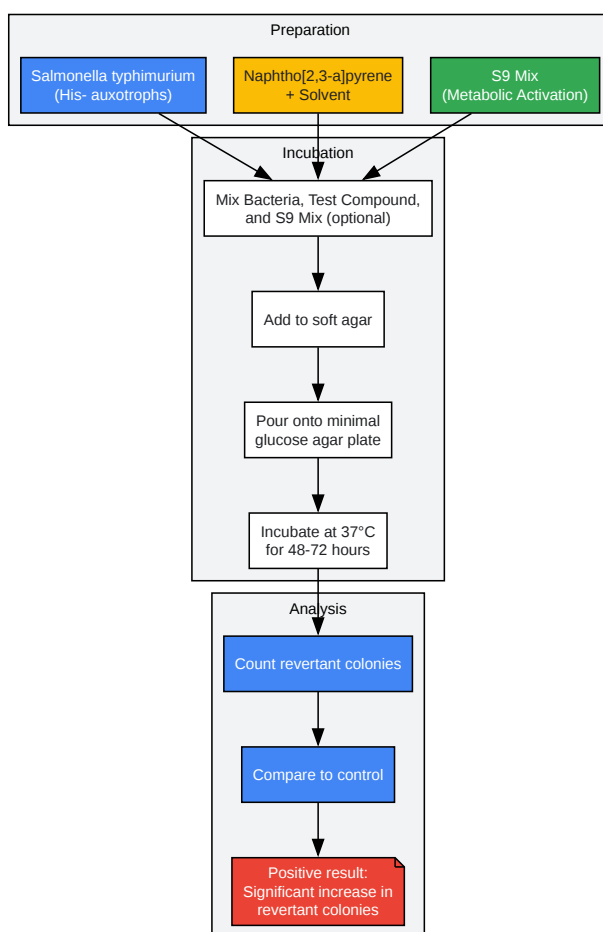 Preparation
Salmonella typhimurium
(His- auxotrophs)
Naphtho[2,3-a]pyrene
+ Solvent
S9 Mix
(Metabolic Activation)
Incubation
Mix Bacteria, Test Compound,
and S9 Mix (optional)
Add to soft agar
Pour onto minimal
glucose agar plate
Incubate at 37°C
for 48-72 hours
Analysis
Count revertant colonies
Compare to control
Positive result:
Significant increase in
revertant colonies